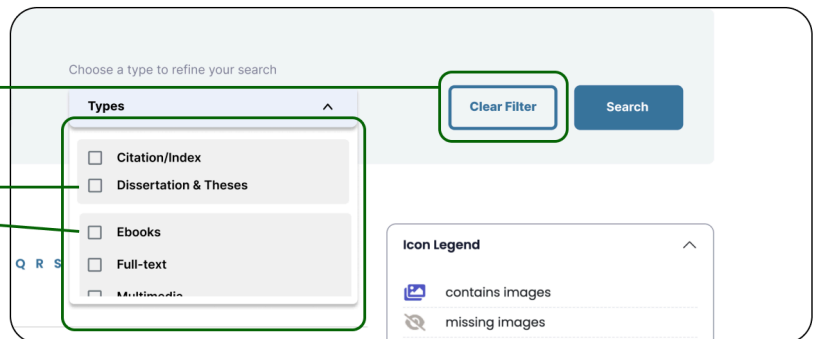 Choose a type to refine your search
Types
Clear Filter
Search
Citation/Index
Dissertation & Theses
Ebooks
Full-text
Multimedia
Q R S
Icon Legend
contains images
missing images